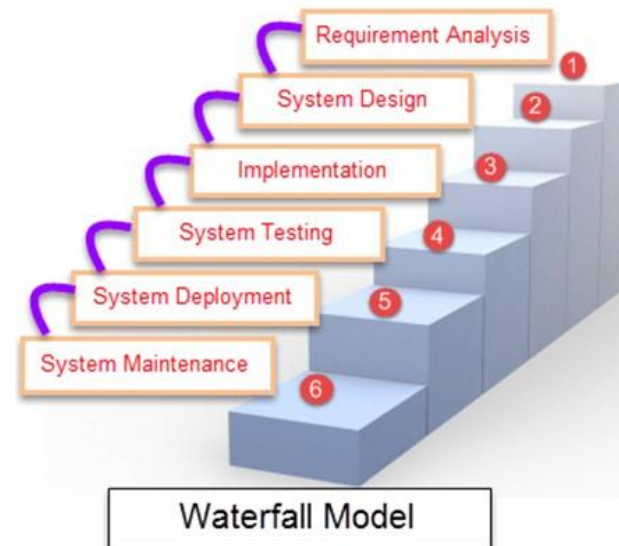 Requirement Analysis
1
System Design
2
Implementation
3
System Testing
4
System Deployment
5
System Maintenance
6
Waterfall Model